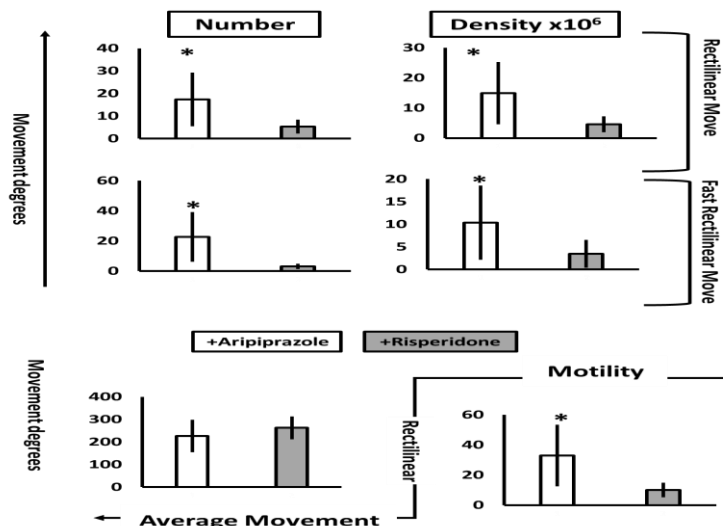 Number
Density x10⁶
Movement degrees
40
30
20
10
0
*
30
20
10
0
*
Rectilinear Move
60
40
20
0
*
20
15
10
5
0
*
Fast Rectilinear Move
+Aripiprazole
+Risperidone
Movement degrees
400
300
200
100
0
Average Movement
Rectilinear
Motility
60
40
20
0
*